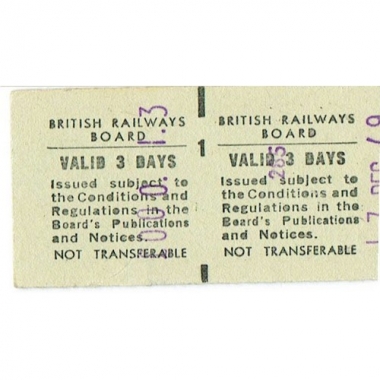 BRITISH RAILWAYS
BOARD
VALID 3 DAYS
Issued subject to
the Conditions and
Regulations in the
Board's Publications
and Notices.
NOT TRANSFERABLE
1
BRITISH RAILWAYS
BOARD
VALID 3 DAYS
Issued subject to
the Conditions and
Regulations in the
Board's Publications
and Notices.
NOT TRANSFERABLE
265